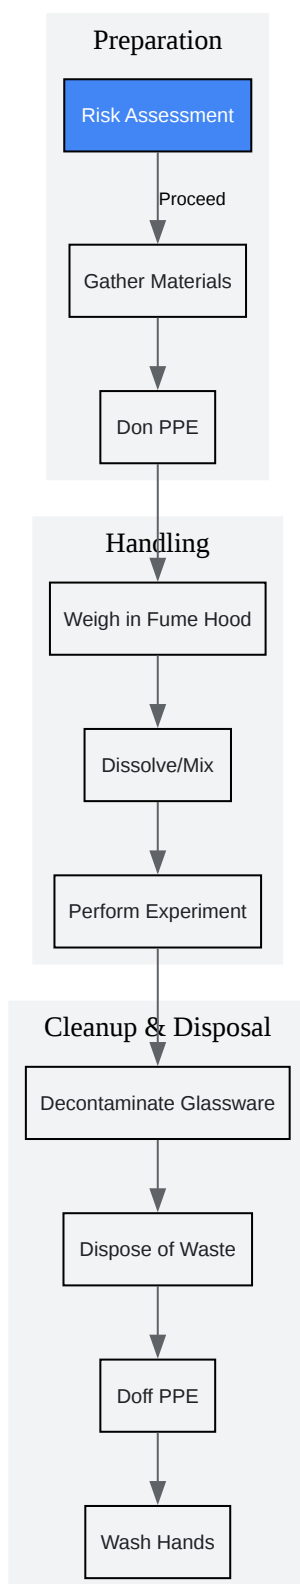 Preparation
Risk Assessment
Proceed
Gather Materials
Don PPE
Handling
Weigh in Fume Hood
Dissolve/Mix
Perform Experiment
Cleanup & Disposal
Decontaminate Glassware
Dispose of Waste
Doff PPE
Wash Hands